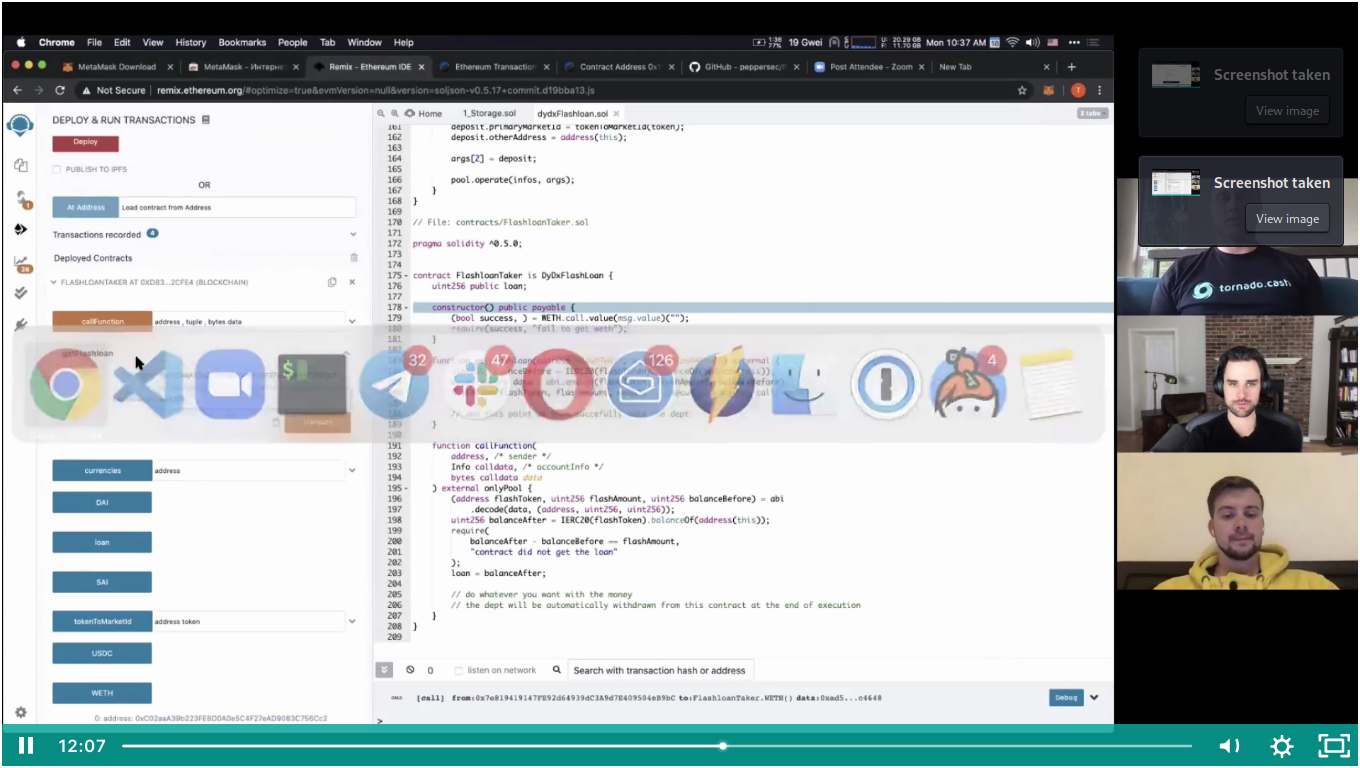 Chrome File Edit View History Bookmarks People Tab Window Help
1:36 77% 19 Gwei 20.29 GB 11.70 GB Mon 10:37 AM
MetaMask Download
MetaMask - Интерне
Remix - Ethereum IDE
Ethereum Transaction
Contract Address 0x1
GitHub - peppersec/
Post Attendee - Zoom
New Tab
Not Secure remix.ethereum.org/#optimize=true&evmVersion=null&version=soljson-v0.5.17+commit.d19bba13.js
T
DEPLOY & RUN TRANSACTIONS
Deploy
PUBLISH TO IPFS
OR
At Address Load contract from Address
Transactions recorded 4
Deployed Contracts
FLASHLOANTAKER AT 0XD83...2CFE4 (BLOCKCHAIN)
callFunction address , tuple , bytes data
getFlashloan
currencies address
DAI
loan
SAI
tokenToMarketId address token
USDC
WETH
Home
1_Storage.sol
dydxFlashloan.sol
3 tabs
161 deposit.primaryMarketId = tokenToMarketId(token);
162 deposit.otherAddress = address(this);
163
164 args[2] = deposit;
165
166 pool.operate(infos, args);
167 }
168 }
169
170 // File: contracts/FlashloanTaker.sol
171
172 pragma solidity ^0.5.0;
173
174
175 contract FlashloanTaker is DyDxFlashLoan {
176 uint256 public loan;
177
178 constructor() public payable {
179 (bool success, ) = WETH.call.value(msg.value)("");
180 require(success, "fail to get weth");
181 }
32
47
126
4
189 }
190
191 function callFunction(
192 address, /* sender */
193 Info calldata, /* accountInfo */
194 bytes calldata data
195 ) external onlyPool {
196 (address flashToken, uint256 flashAmount, uint256 balanceBefore) = abi
197 .decode(data, (address, uint256, uint256));
198 uint256 balanceAfter = IERC20(flashToken).balanceOf(address(this));
199 require(
200 balanceAfter - balanceBefore == flashAmount,
201 "contract did not get the loan"
202 );
203 loan = balanceAfter;
204
205 // do whatever you want with the money
206 // the dept will be automatically withdrawn from this contract at the end of execution
207 }
208 }
209
0 listen on network Search with transaction hash or address
[call] to:FlashloanTaker.WETH() data:0xad5...c4648
Debug
>
Screenshot taken
View image
Screenshot taken
View image
tornado.cash
12:07